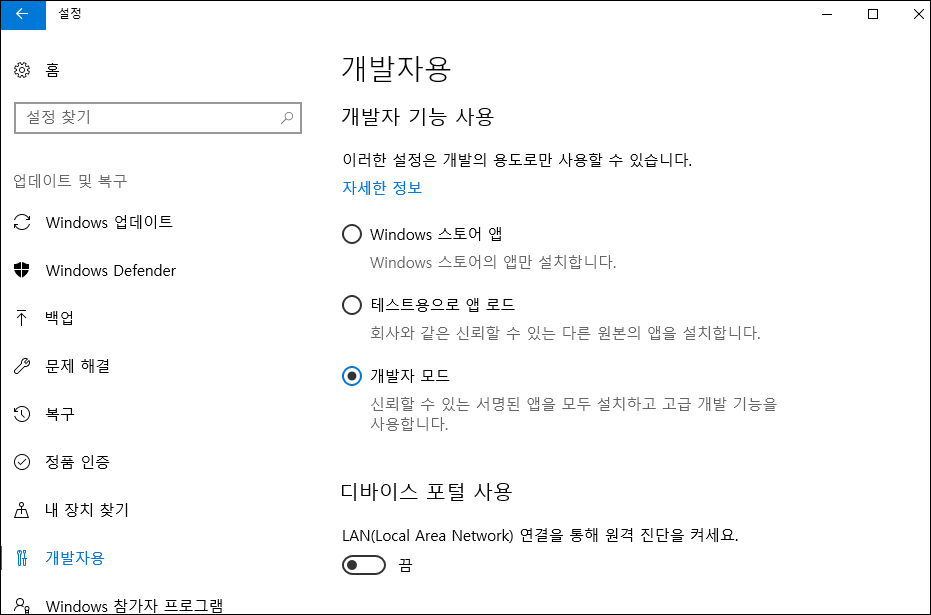 설정
홈
설정 찾기
업데이트 및 복구
Windows 업데이트
Windows Defender
백업
문제 해결
복구
정품 인증
내 장치 찾기
개발자용
Windows 참가자 프로그램
개발자용
개발자 기능 사용
이러한 설정은 개발의 용도로만 사용할 수 있습니다.
자세한 정보
Windows 스토어 앱
Windows 스토어의 앱만 설치합니다.
테스트용으로 앱 로드
회사와 같은 신뢰할 수 있는 다른 원본의 앱을 설치합니다.
개발자 모드
신뢰할 수 있는 서명된 앱을 모두 설치하고 고급 개발 기능을
사용합니다.
디바이스 포털 사용
LAN(Local Area Network) 연결을 통해 원격 진단을 켜세요.
끔